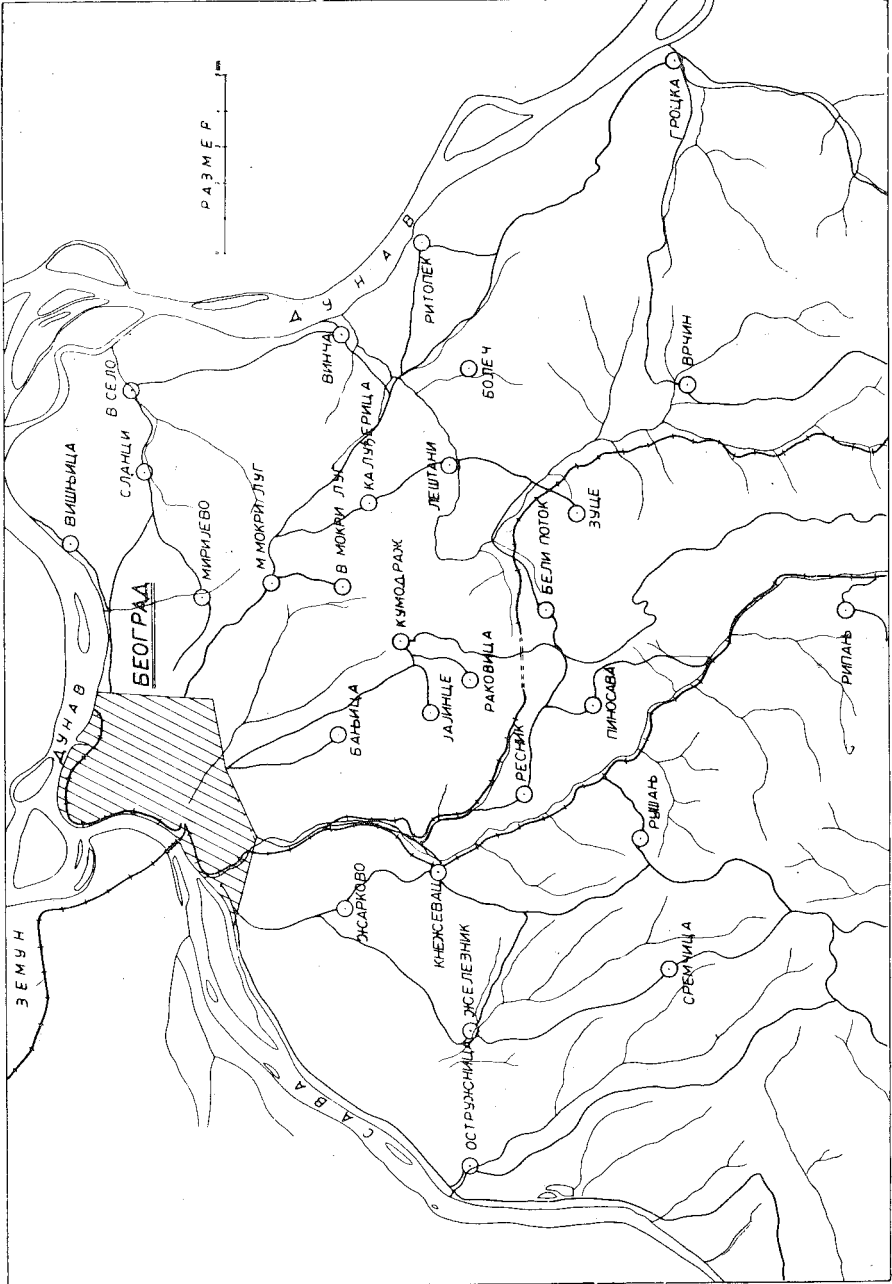 ЗЕМУН
ДУНАВ
БЕОГРАД
ВИШЊИЦА
СЛАНЦИ
В СЕЛО
МИРИЈЕВО
М МОКРИ ЛУГ
В МОКРИ ЛУГ
КАЛУЂЕРИЦА
ВИНЧА
ДУНАВ
РАЗМЕР
РИТОПЕК
БОЛЕЧ
ЛЕШТАНИ
ГРОЦКА
ВРЧИН
ЗУЦЕ
БЕЛИ ПОТОК
КУМОДРАЖ
БАЊИЦА
ЈАЈИНЦЕ
РАКОВИЦА
РЕСНИК
ПИНОСАВА
РИПАЊ
РУШАЊ
ЖАРКОВО
КНЕЖЕВАЦ
ЖЕЛЕЗНИК
ОСТРУЖНИЦА
СРЕМЧИЦА
САВА